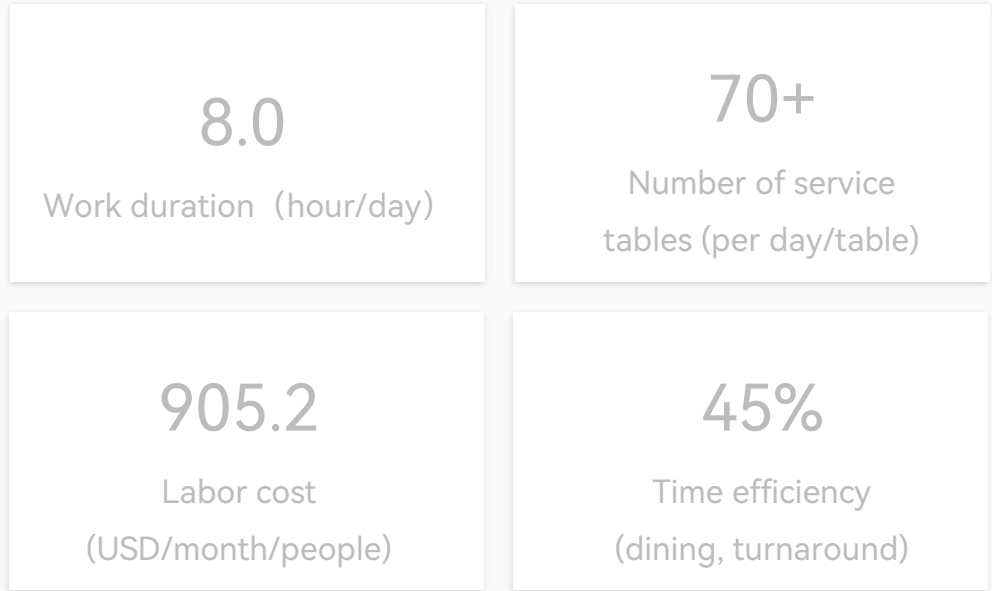 8.0
Work duration（hour/day）
70+
Number of service
tables (per day/table)
905.2
Labor cost
(USD/month/people)
45%
Time efficiency
(dining, turnaround)